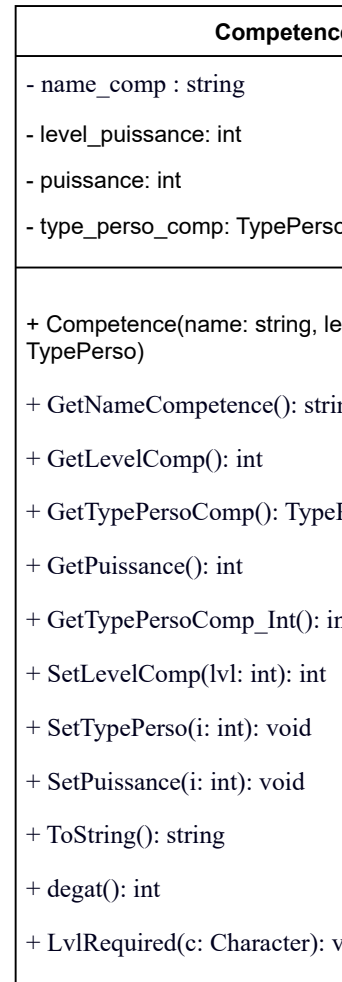 Competence
- name_comp : string
- level_puissance: int
- puissance: int
- type_perso_comp: TypePerso
+ Competence(name: string, le
TypePerso)
+ GetNameCompetence(): strin
+ GetLevelComp(): int
+ GetTypePersoComp(): TypeP
+ GetPuissance(): int
+ GetTypePersoComp_Int(): in
+ SetLevelComp(lvl: int): int
+ SetTypePerso(i: int): void
+ SetPuissance(i: int): void
+ ToString(): string
+ degat(): int
+ LvlRequired(c: Character): v